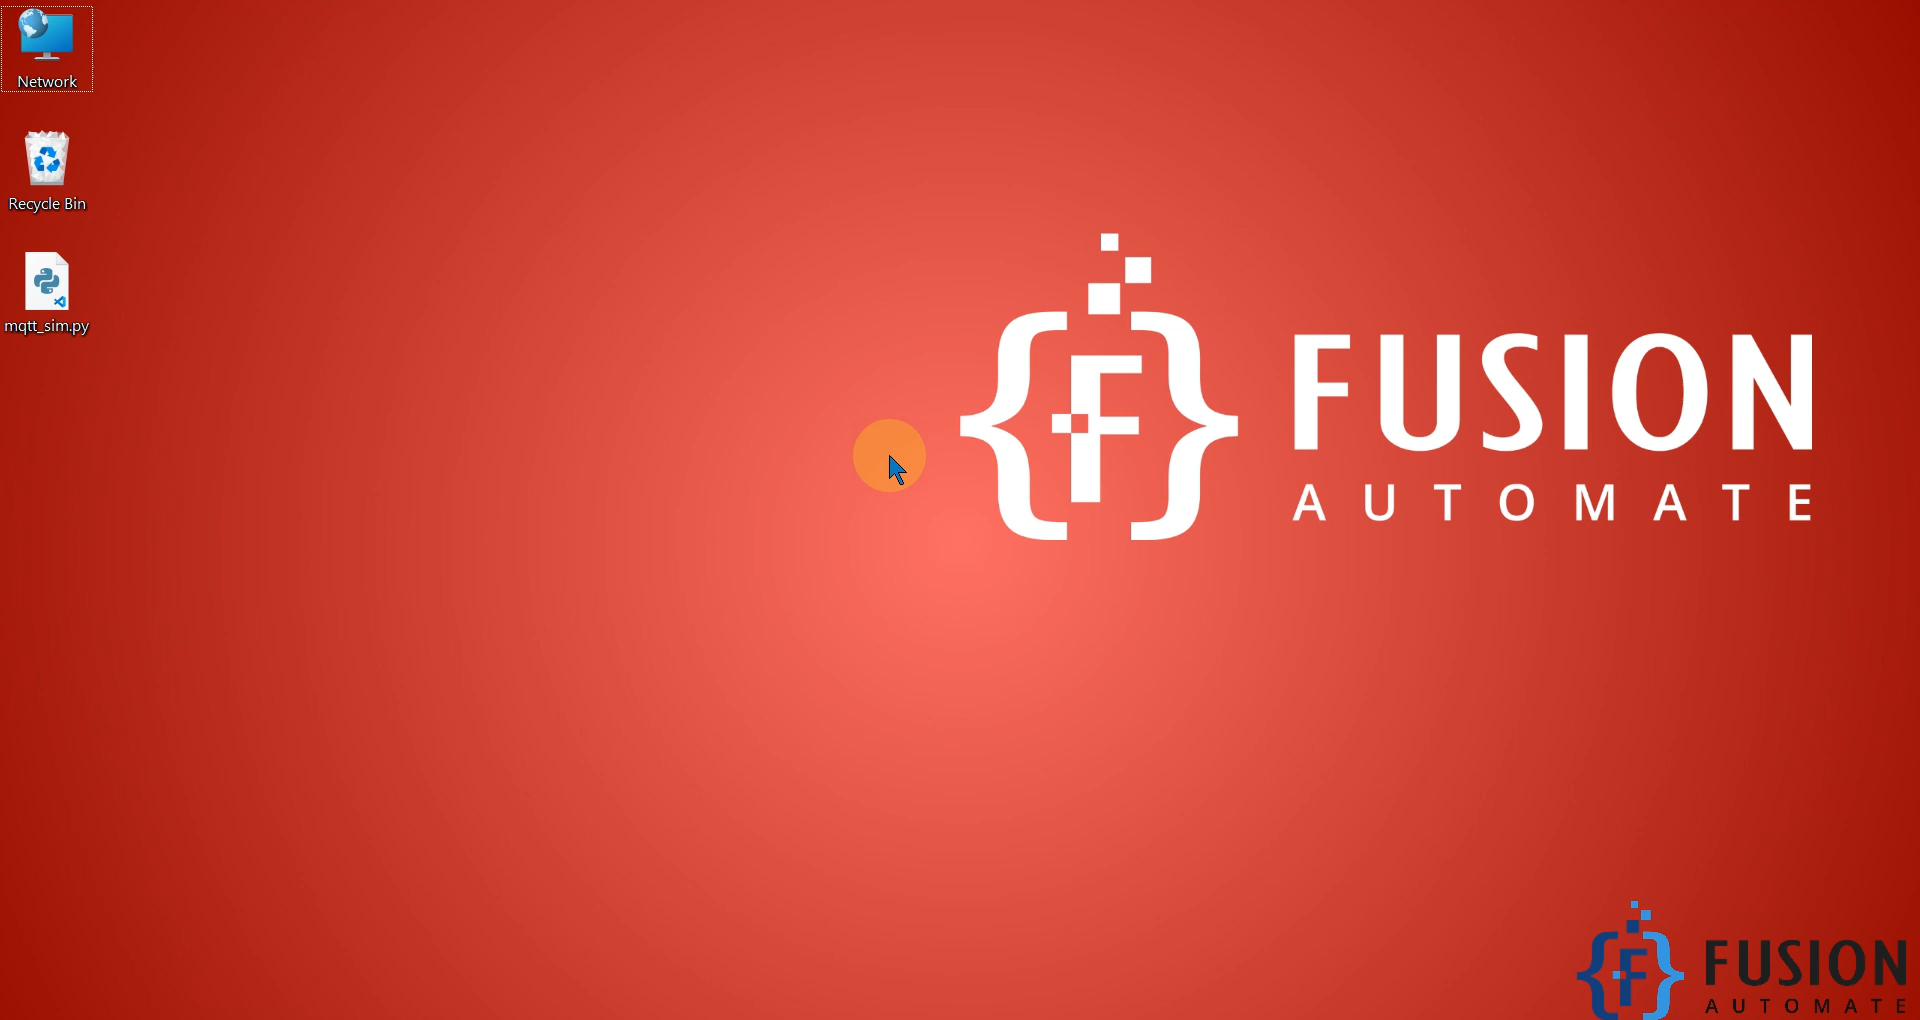 Network
Recycle Bin
mqtt_sim.py
FUSION
AUTOMATE
FUSION
AUTOMATE